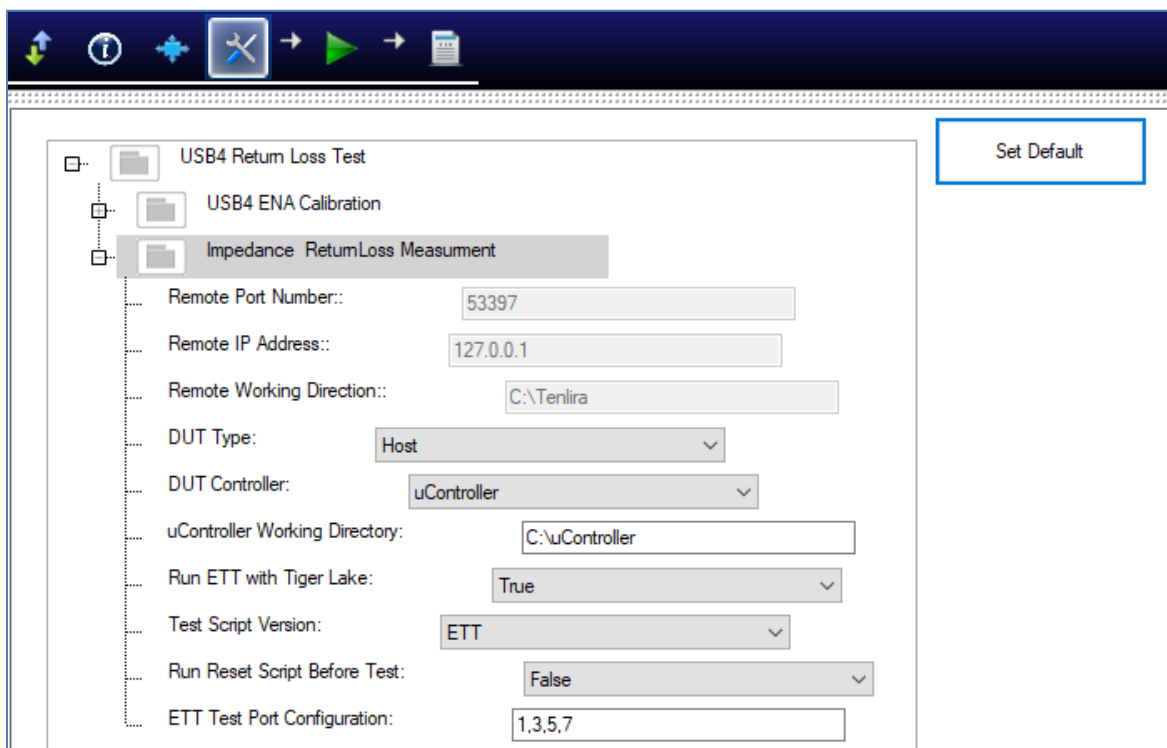 USB4 Return Loss Test
Set Default
USB4 ENA Calibration
Impedance ReturnLoss Measurment
Remote Port Number:: 53397
Remote IP Address:: 127.0.0.1
Remote Working Direction:: C:\Tenlira
DUT Type: Host
DUT Controller: uController
uController Working Directory: C:\uController
Run ETT with Tiger Lake: True
Test Script Version: ETT
Run Reset Script Before Test: False
ETT Test Port Configuration: 1,3,5,7